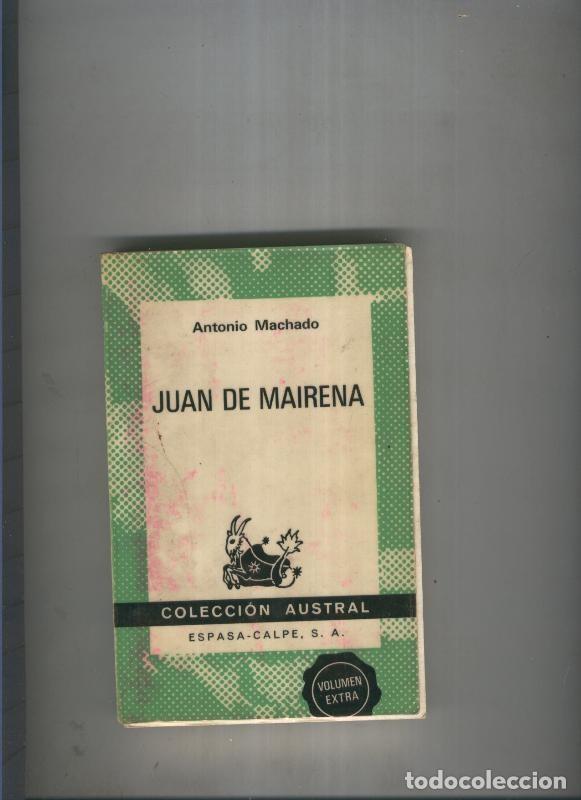 Antonio Machado
JUAN DE MAIRENA
COLECCIÓN AUSTRAL
ESPASA-CALPE, S. A.
VOLUMEN
EXTRA
todocoleccion